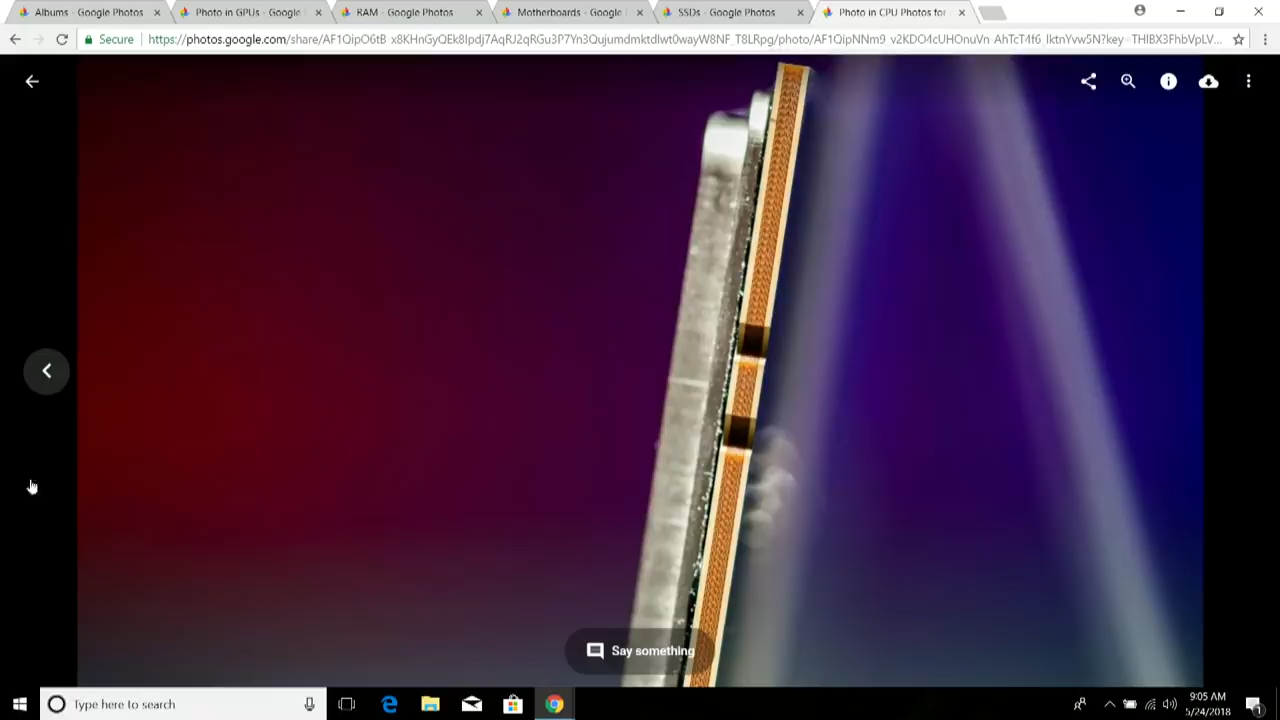 Albums - Google Photos
Photo in GPUs - Google
RAM - Google Photos
Motherboards - Google
SSDs - Google Photos
Photo in CPU Photos for
Secure
Say something
Type here to search
9:05 AM
5/24/2018